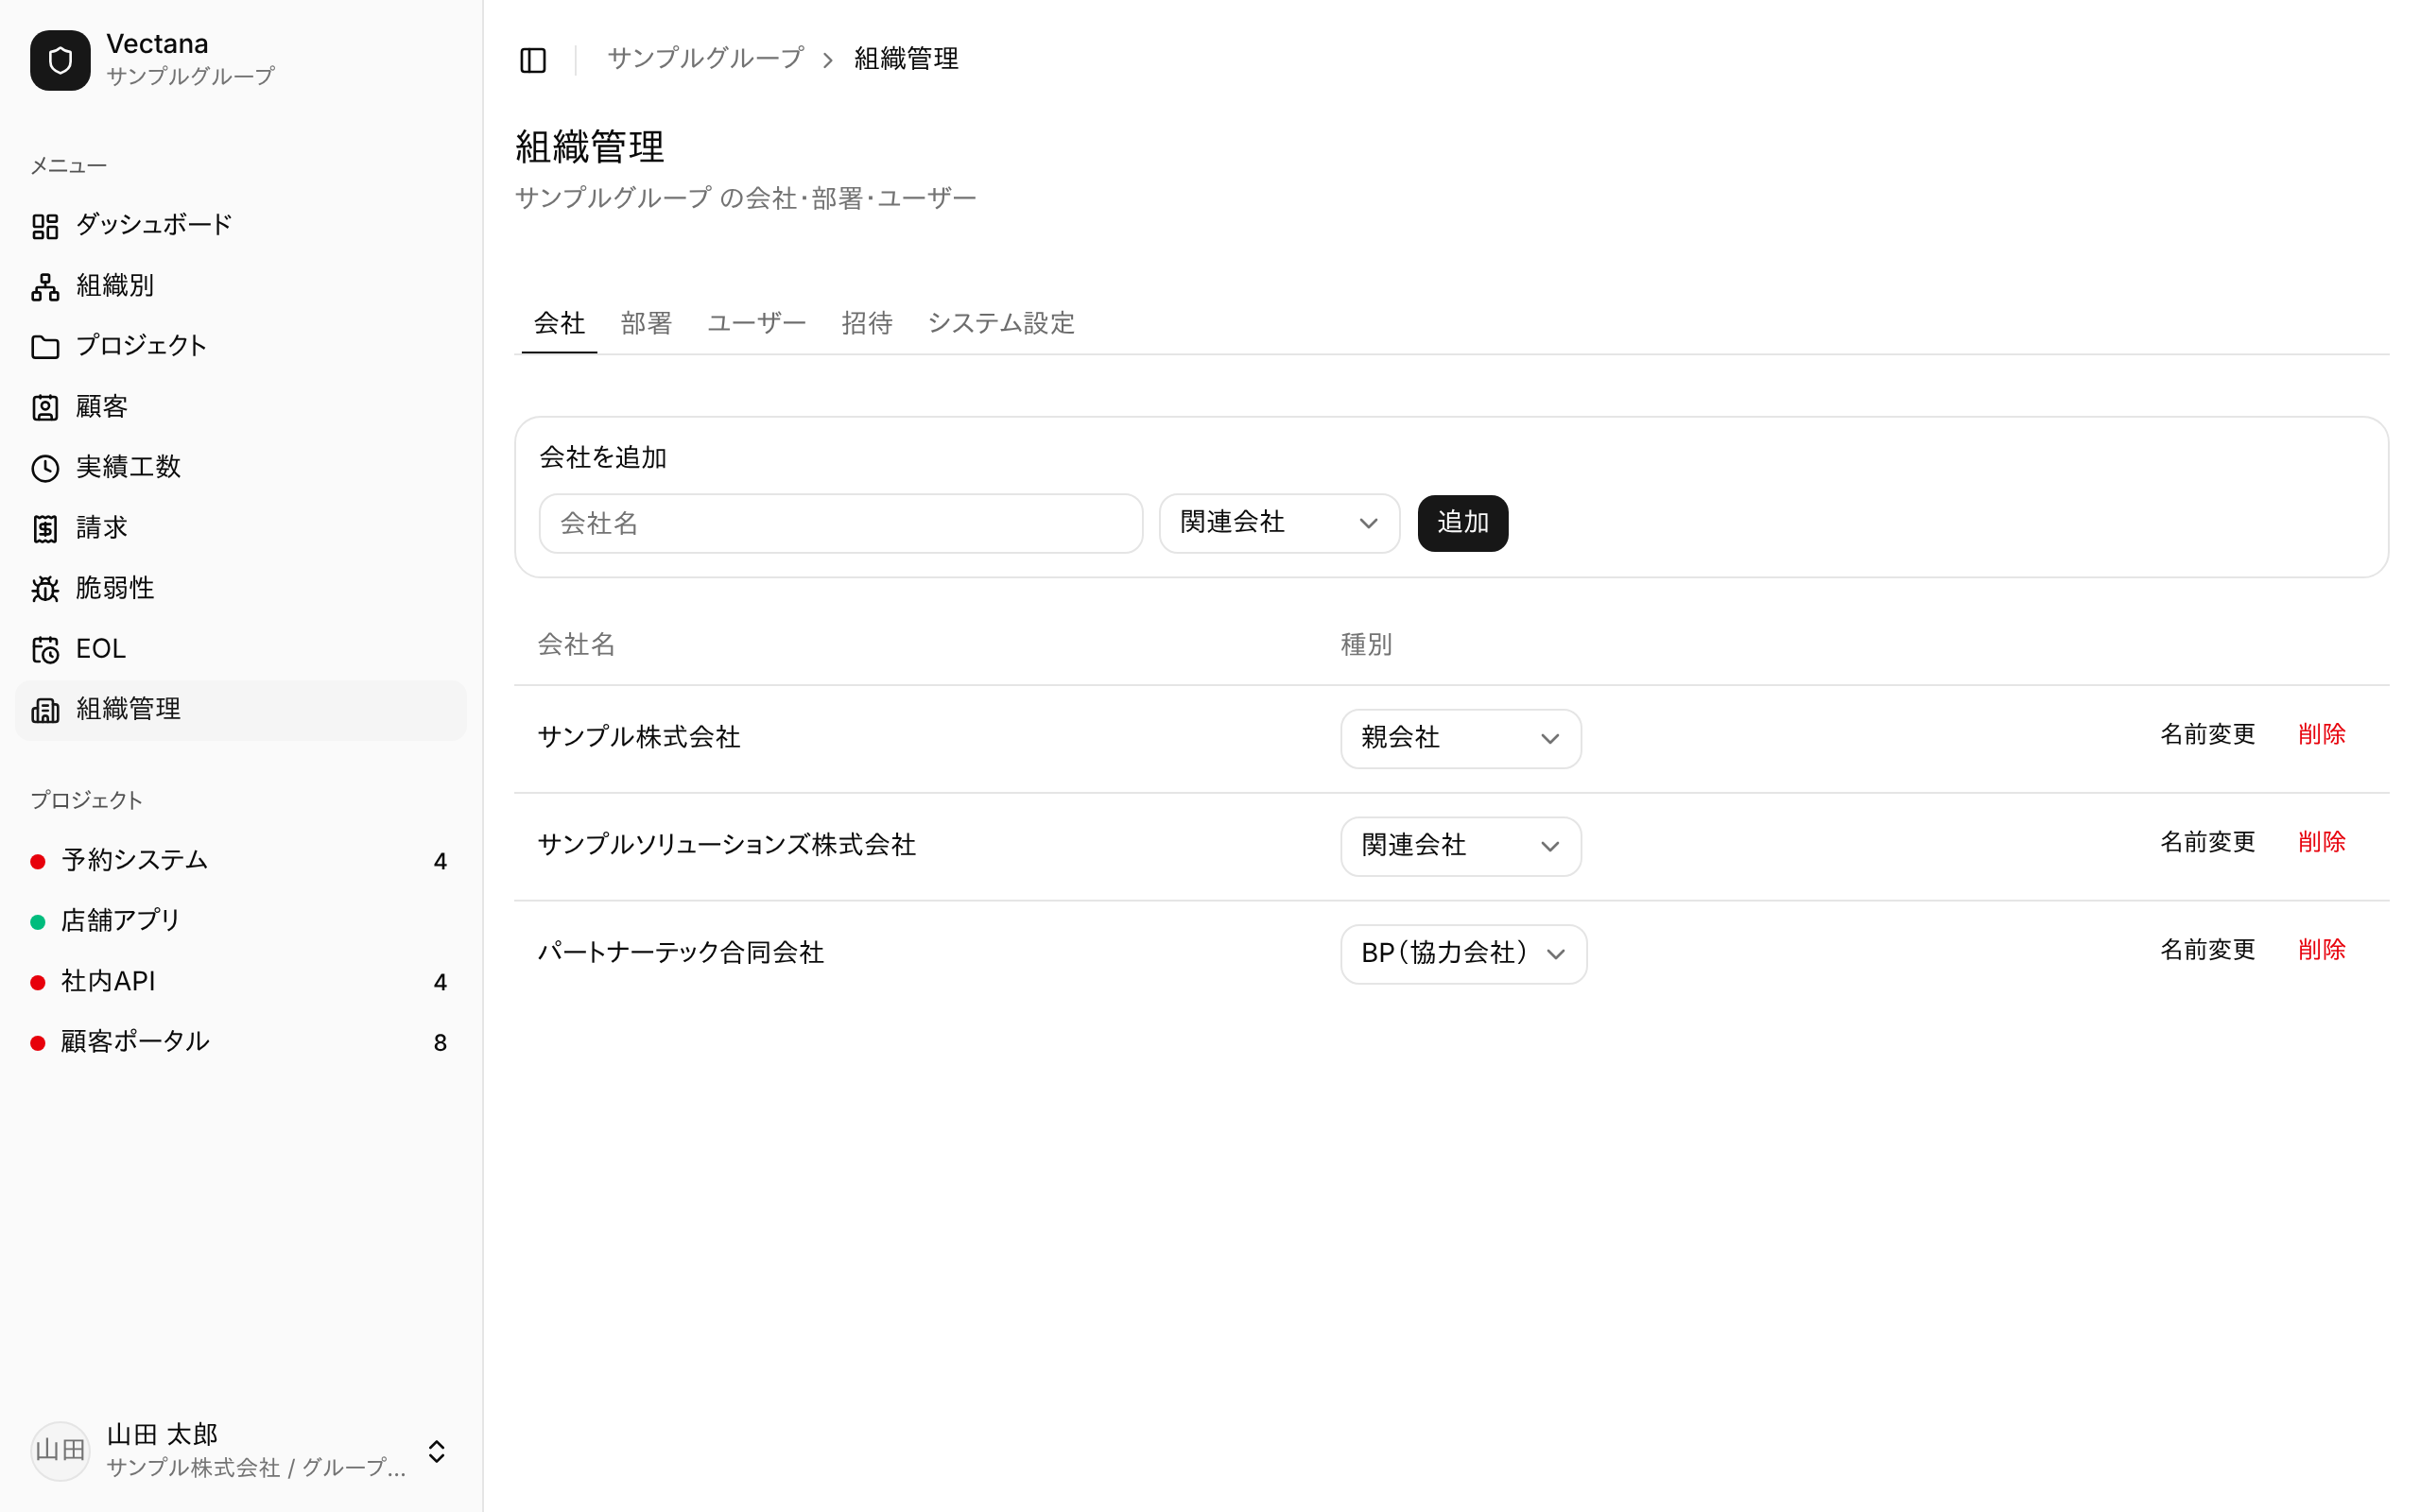 Vectana
サンプルグループ
メニュー
ダッシュボード
組織別
プロジェクト
顧客
実績工数
請求
脆弱性
EOL
組織管理
プロジェクト
予約システム 4
店舗アプリ
社内API 4
顧客ポータル 8
山田
山田 太郎
サンプル株式会社 / グループ...
サンプルグループ > 組織管理
組織管理
サンプルグループ の会社・部署・ユーザー
会社 部署 ユーザー 招待 システム設定
会社を追加
会社名 関連会社 追加
会社名 種別
サンプル株式会社 親会社 名前変更 削除
サンプルソリューションズ株式会社 関連会社 名前変更 削除
パートナーテック合同会社 BP（協力会社） 名前変更 削除